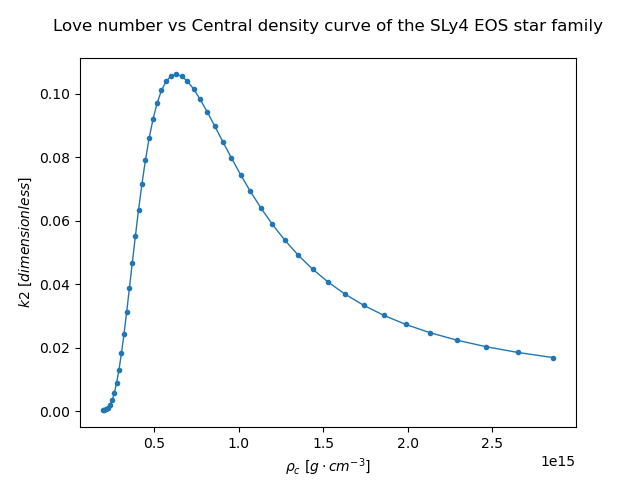 Love number vs Central density curve of the SLy4 EOS star family
k2 [dimensionless]
0.10
0.08
0.06
0.04
0.02
0.00
0.5 1.0 1.5 2.0 2.5
1e15
ρc [g · cm−3]